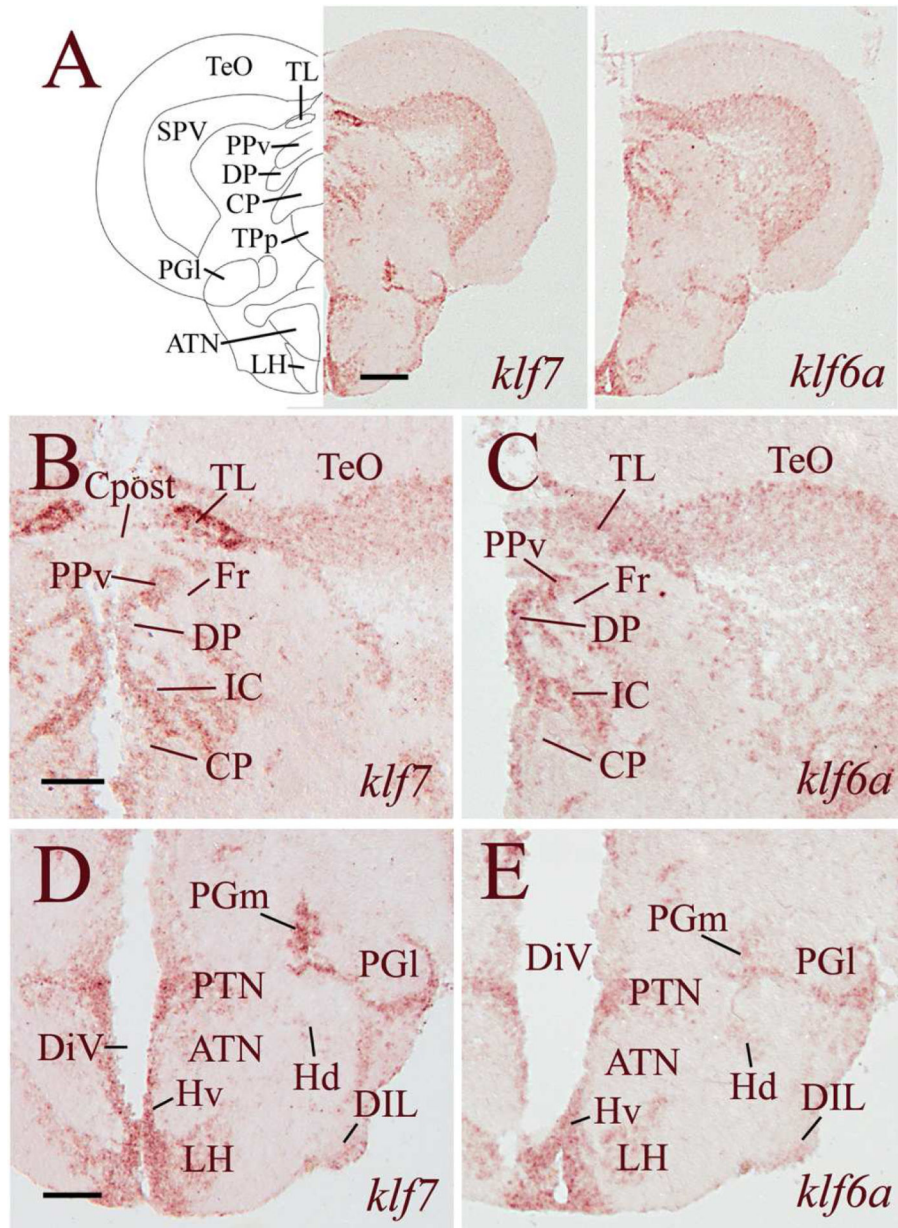 A
TeO
TL
SPV
PPv
DP
CP
TPp
PGl
ATN
LH
klf7
klf6a
B
Cpost
TL
TeO
PPv
Fr
DP
IC
CP
klf7
C
TL
TeO
PPv
Fr
DP
IC
CP
klf6a
D
PGm
PGl
PTN
DiV
ATN
Hd
Hv
DIL
LH
klf7
E
PGm
DiV
PGl
PTN
ATN
Hd
Hv
DIL
LH
klf6a